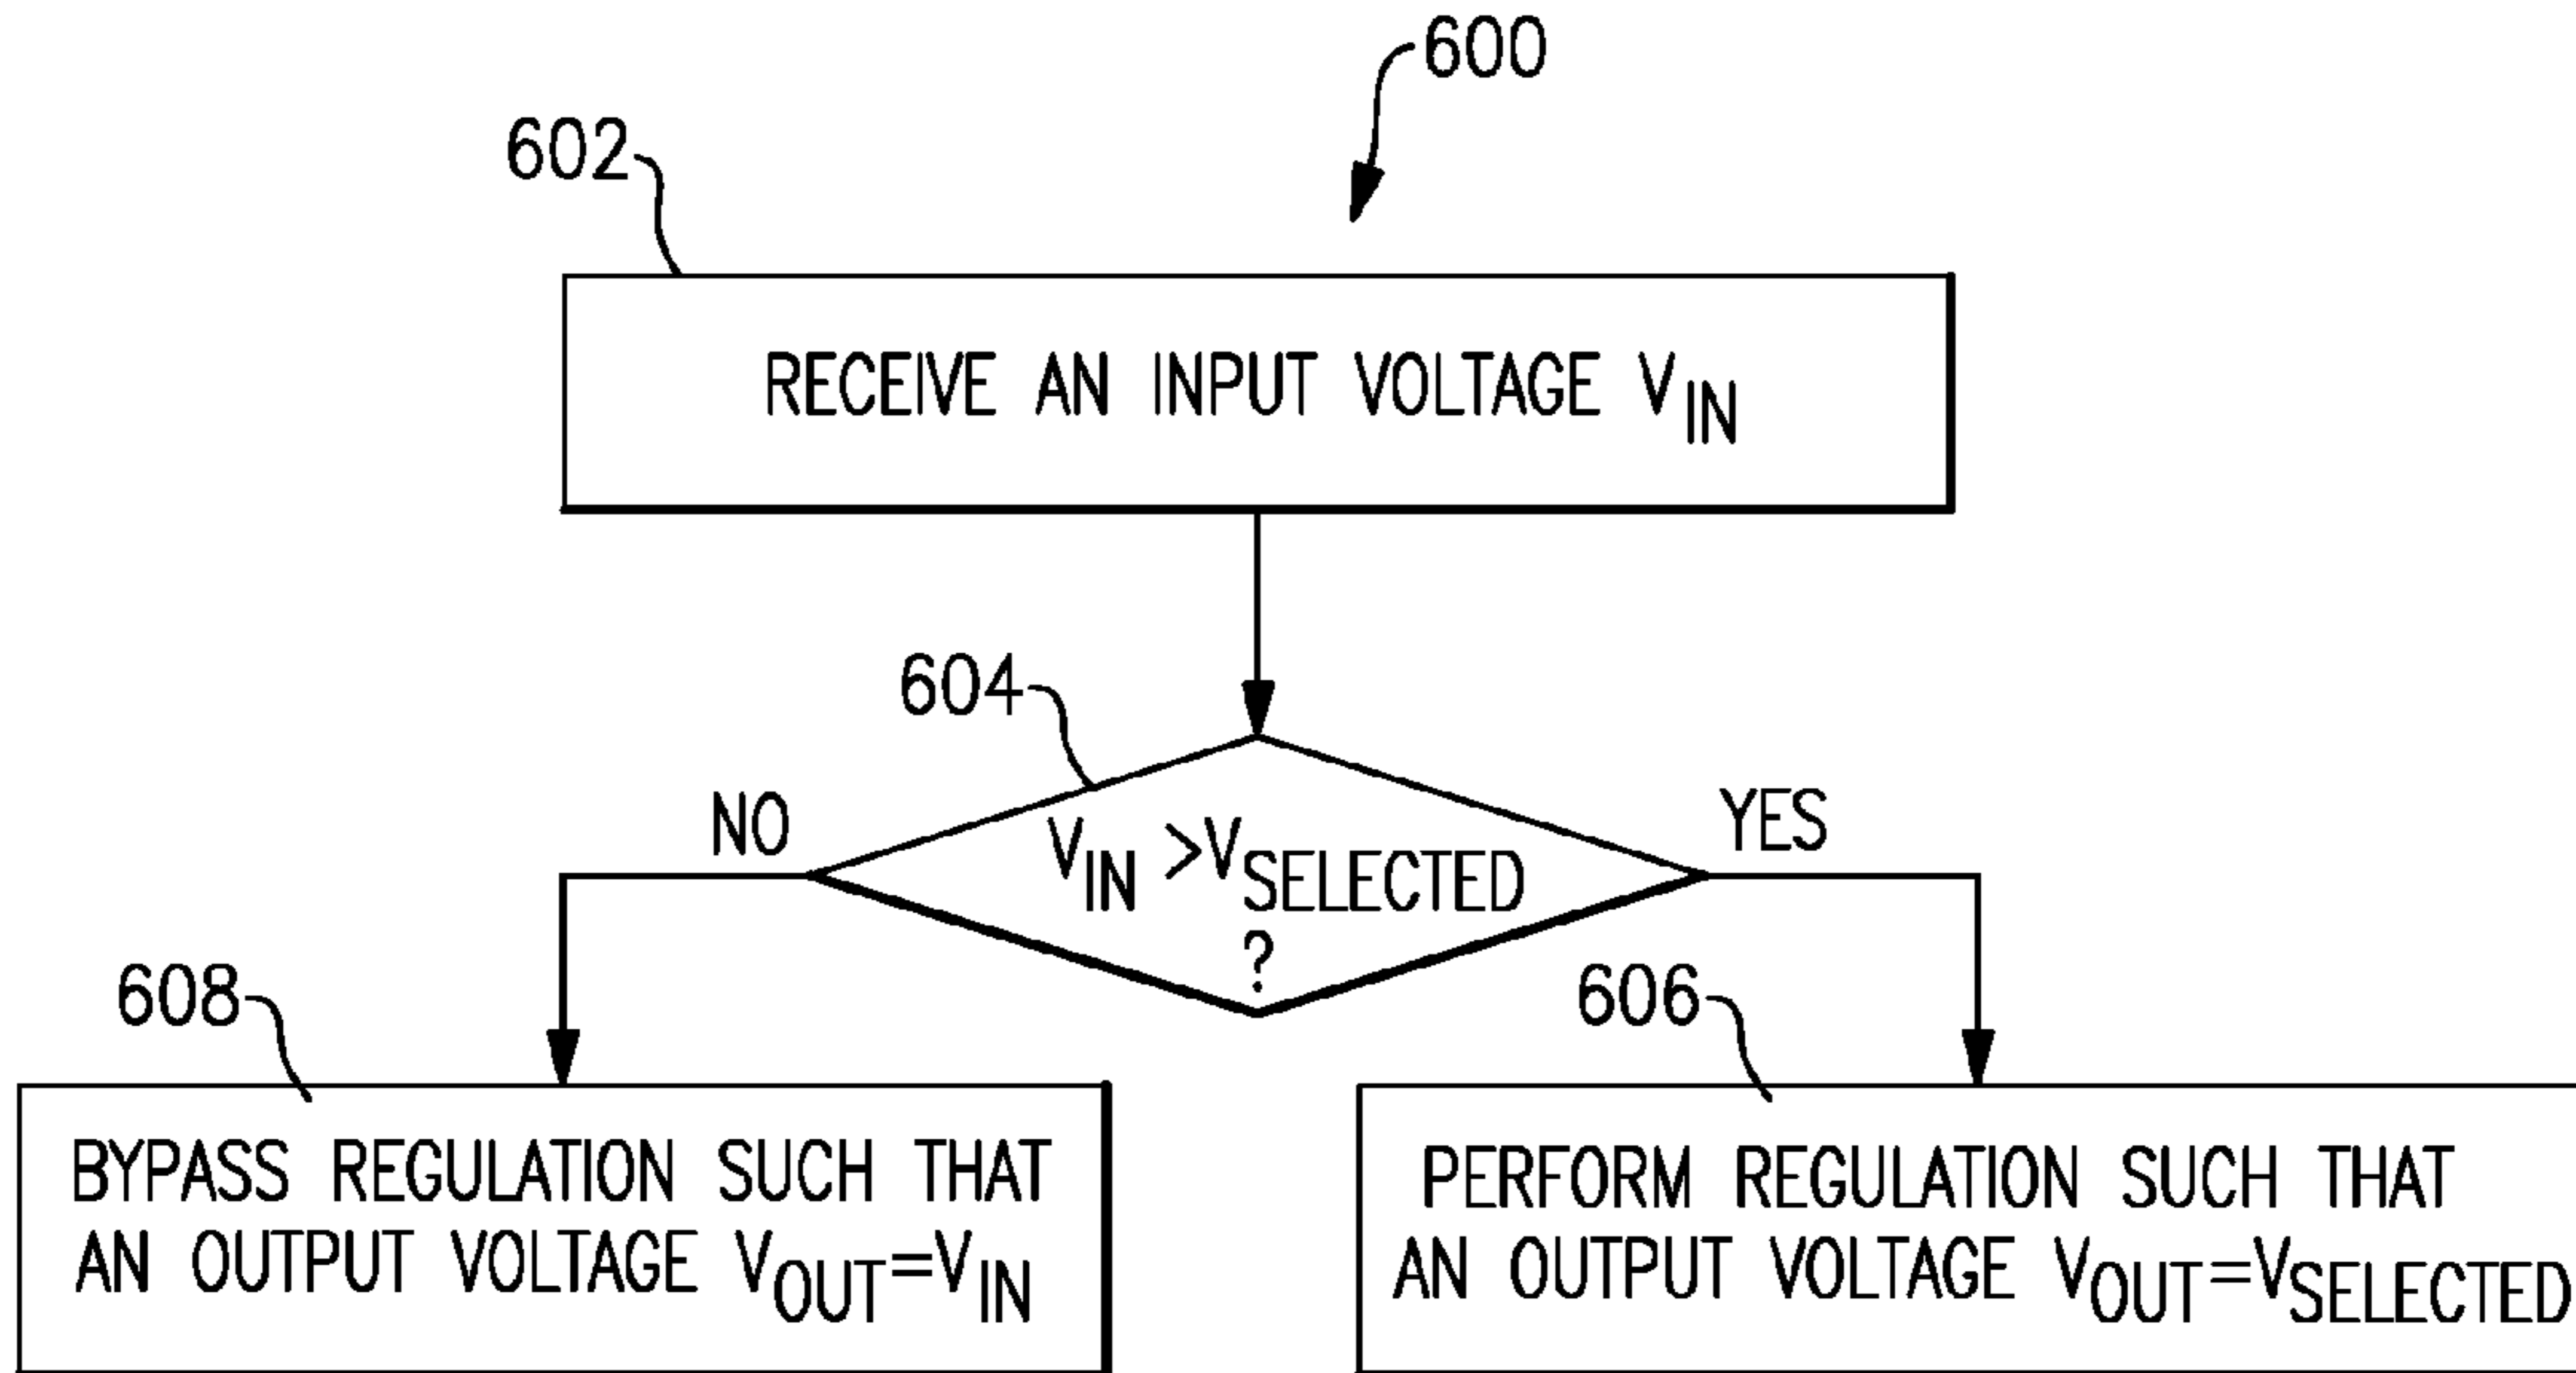 600
602
RECEIVE AN INPUT VOLTAGE VIN
604
NO
YES
VIN >VSELECTED
?
608
606
BYPASS REGULATION SUCH THAT
AN OUTPUT VOLTAGE VOUT=VIN
PERFORM REGULATION SUCH THAT
AN OUTPUT VOLTAGE VOUT=VSELECTED